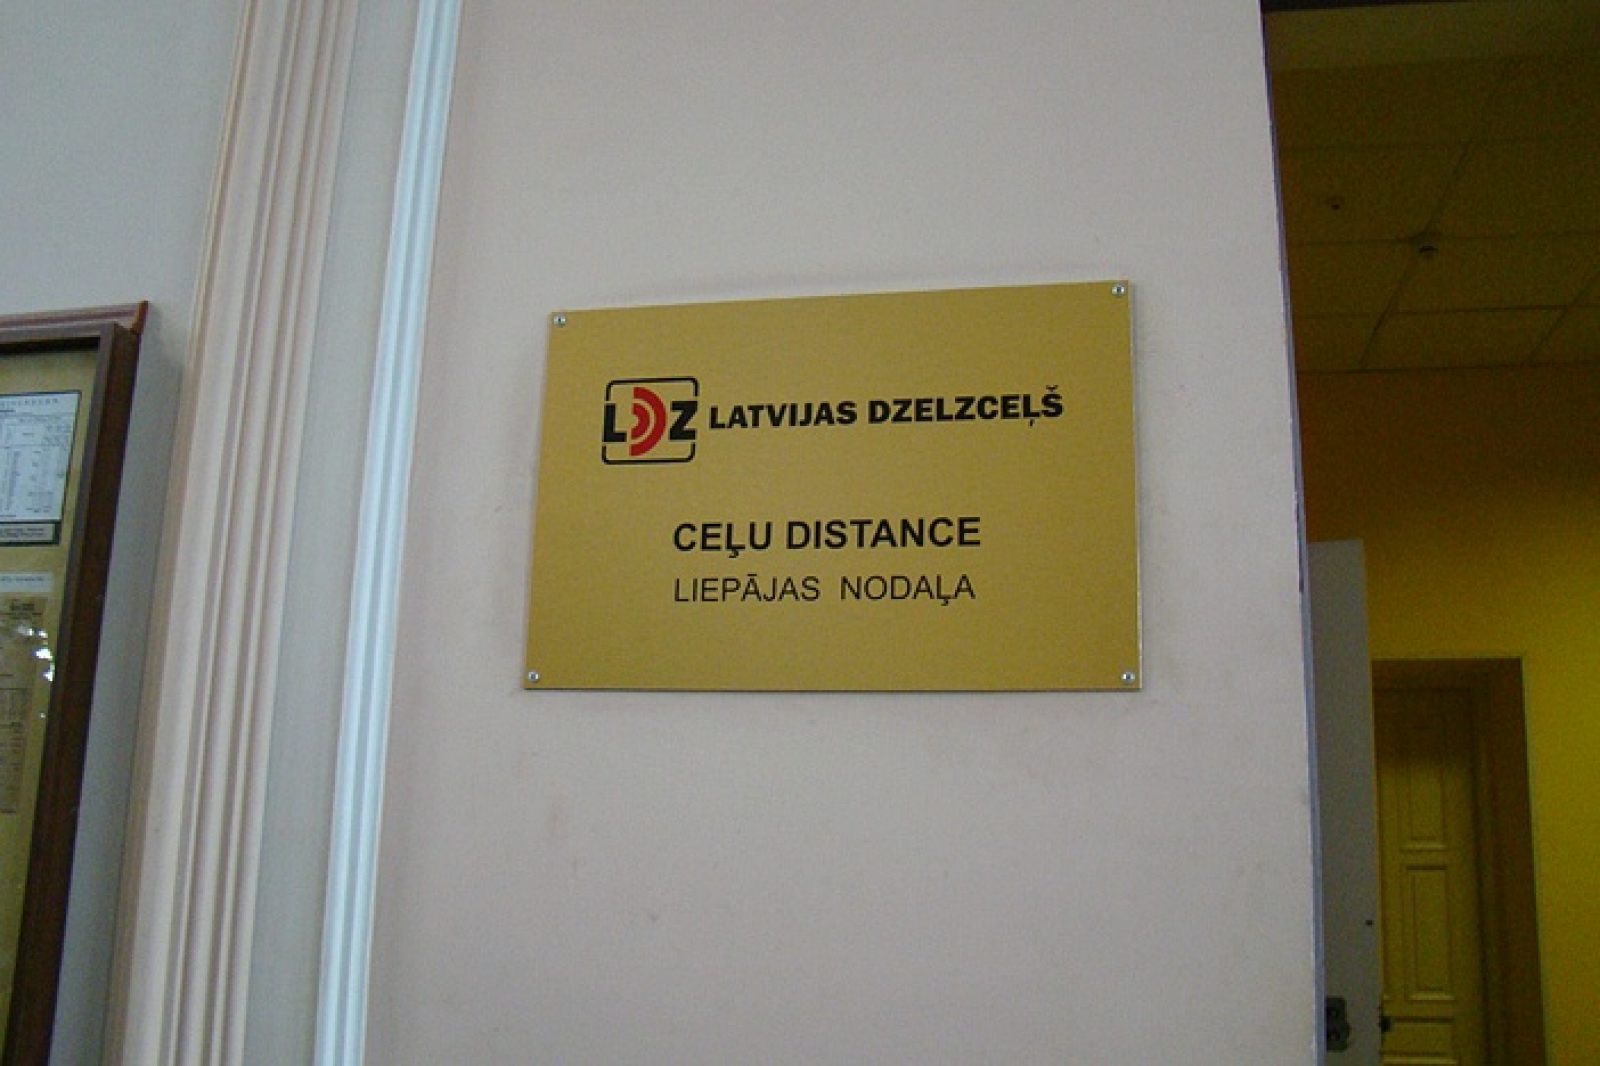 LDZ LATVIJAS DZELZCEĻŠ
CEĻU DISTANCE
LIEPĀJAS NODAĻA